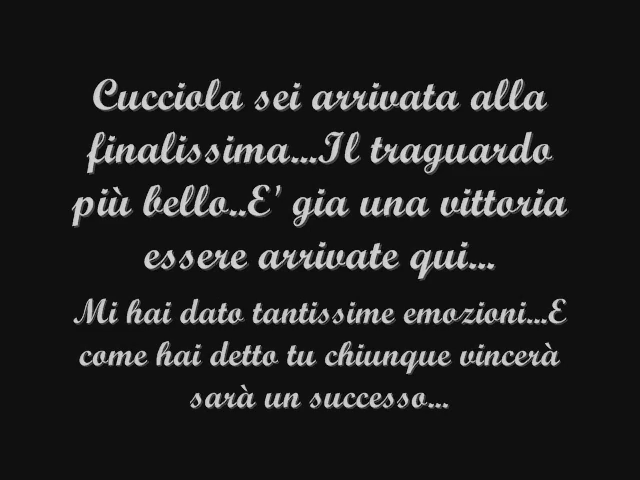 Cucciola sei arrivata alla
finalissima...Il traguardo
più bello..E' gia una vittoria
essere arrivate qui...
Mi hai dato tantissime emozioni...E
come hai detto tu chiunque vincerà
sarà un successo...